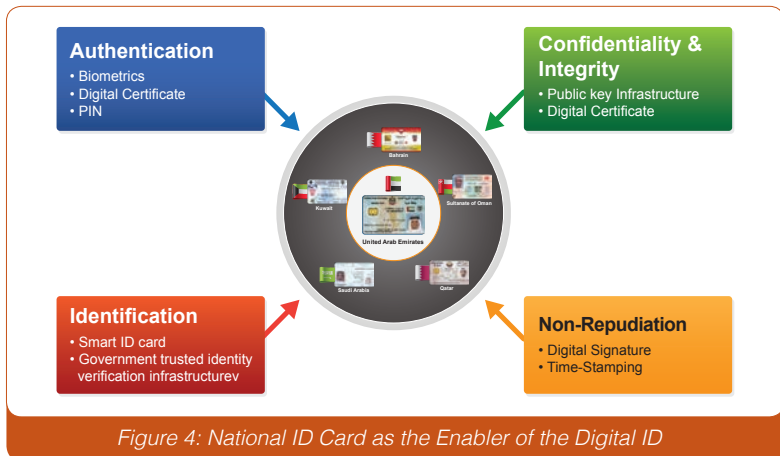 Authentication
• Biometrics
• Digital Certificate
• PIN
Confidentiality &
Integrity
• Public key Infrastructure
• Digital Certificate
Bahrain
Kuwait
Sultanate of Oman
United Arab Emirates
Saudi Arabia
Qatar
Identification
• Smart ID card
• Government trusted identity
verification infrastructurev
Non-Repudiation
• Digital Signature
• Time-Stamping
Figure 4: National ID Card as the Enabler of the Digital ID